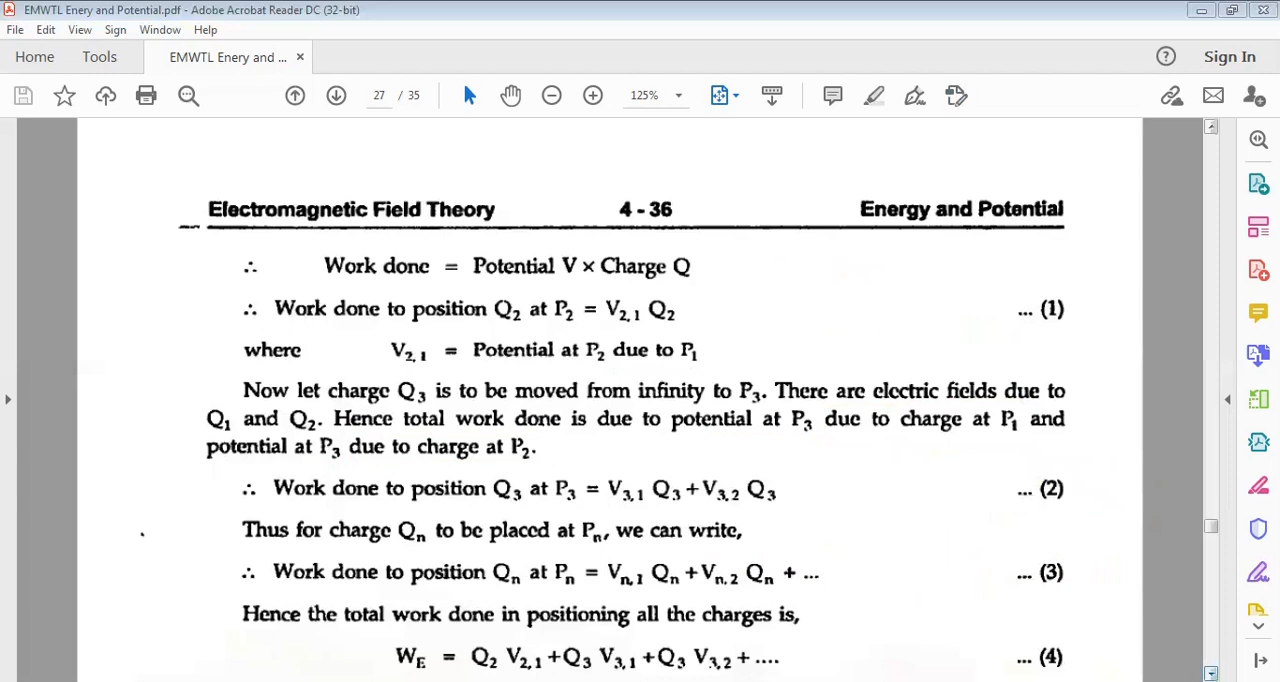 EMWTL Enery and Potential.pdf - Adobe Acrobat Reader DC (32-bit)
File Edit View Sign Window Help
Home Tools EMWTL Enery and ... × Sign In
27 / 35 125%
Electromagnetic Field Theory 4 - 36 Energy and Potential
∴ Work done = Potential V × Charge Q
∴ Work done to position Q₂ at P₂ = V₂,₁ Q₂ ... (1)
where V₂,₁ = Potential at P₂ due to P₁
Now let charge Q₃ is to be moved from infinity to P₃. There are electric fields due to
Q₁ and Q₂. Hence total work done is due to potential at P₃ due to charge at P₁ and
potential at P₃ due to charge at P₂.
∴ Work done to position Q₃ at P₃ = V₃,₁ Q₃ + V₃,₂ Q₃ ... (2)
Thus for charge Qₙ to be placed at Pₙ, we can write,
∴ Work done to position Qₙ at Pₙ = Vₙ,₁ Qₙ + Vₙ,₂ Qₙ + ... ... (3)
Hence the total work done in positioning all the charges is,
W_E = Q₂ V₂,₁ + Q₃ V₃,₁ + Q₃ V₃,₂ + .... ... (4)